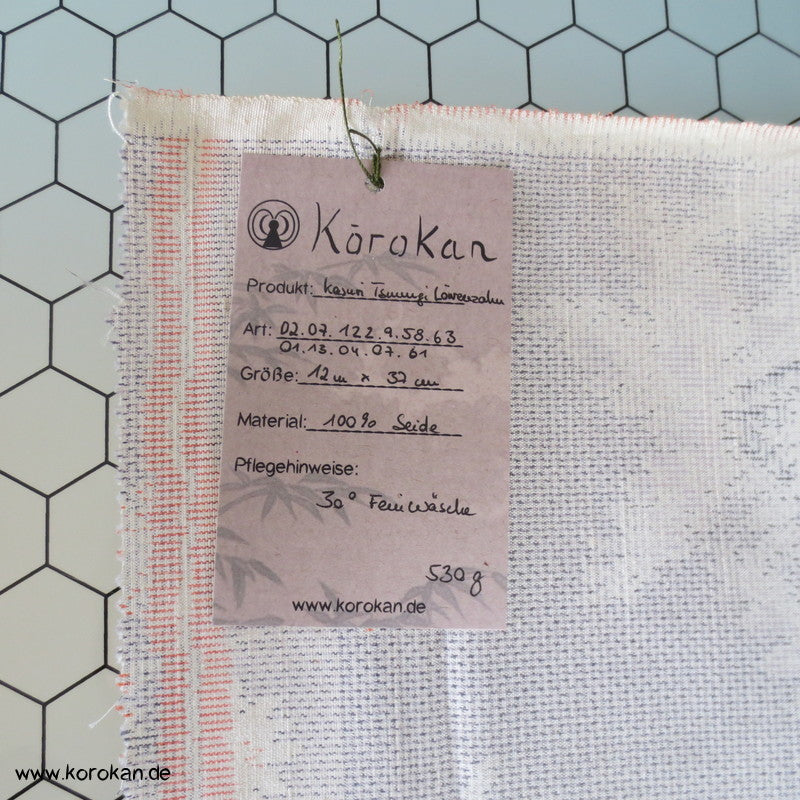 KōroKan
Produkt: Kasuri Tsumugi Löwenzahn
Art: 02.07.122.9.58.63
01.13.04.07.61
Größe: 12m x 37 cm
Material: 100% Seide
Pflegehinweise:
30° Feinwäsche
530 g
www.korokan.de
www.korokan.de